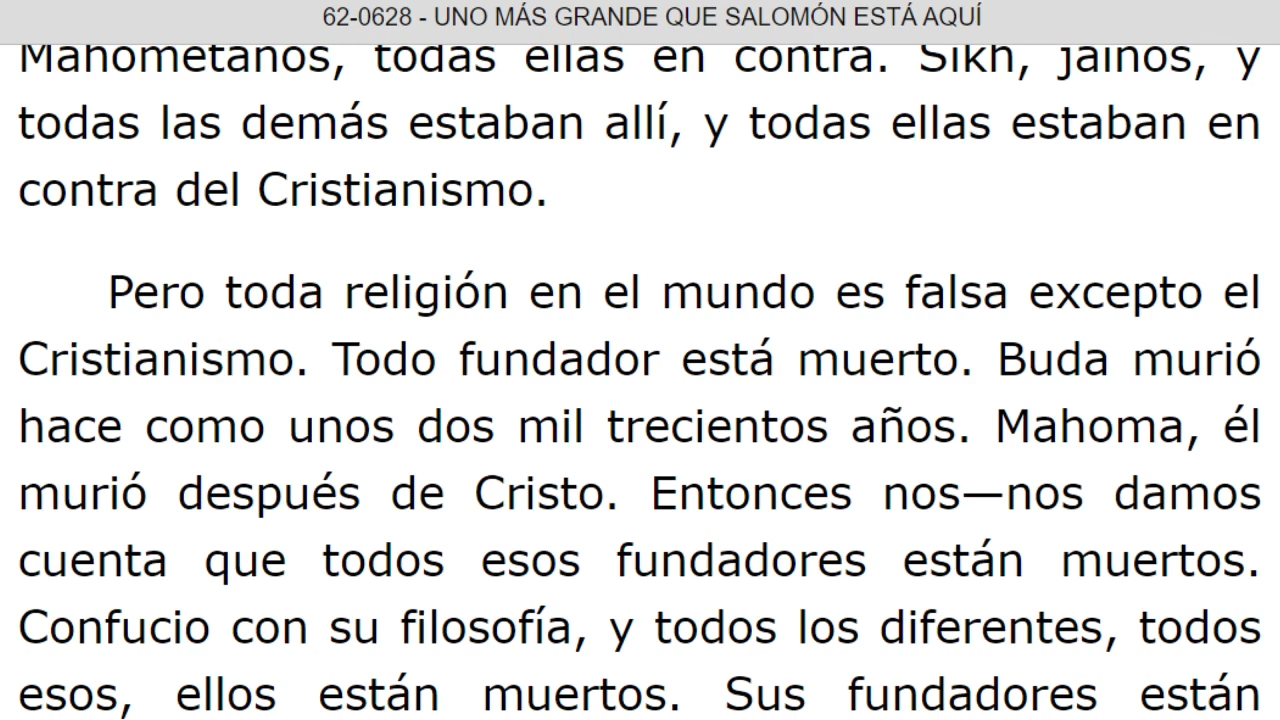 62-0628 - UNO MÁS GRANDE QUE SALOMÓN ESTÁ AQUÍ
Mahometanos, todas ellas en contra. Sikh, jainos, y
todas las demás estaban allí, y todas ellas estaban en
contra del Cristianismo.
Pero toda religión en el mundo es falsa excepto el
Cristianismo. Todo fundador está muerto. Buda murió
hace como unos dos mil trecientos años. Mahoma, él
murió después de Cristo. Entonces nos—nos damos
cuenta que todos esos fundadores están muertos.
Confucio con su filosofía, y todos los diferentes, todos
esos, ellos están muertos. Sus fundadores están